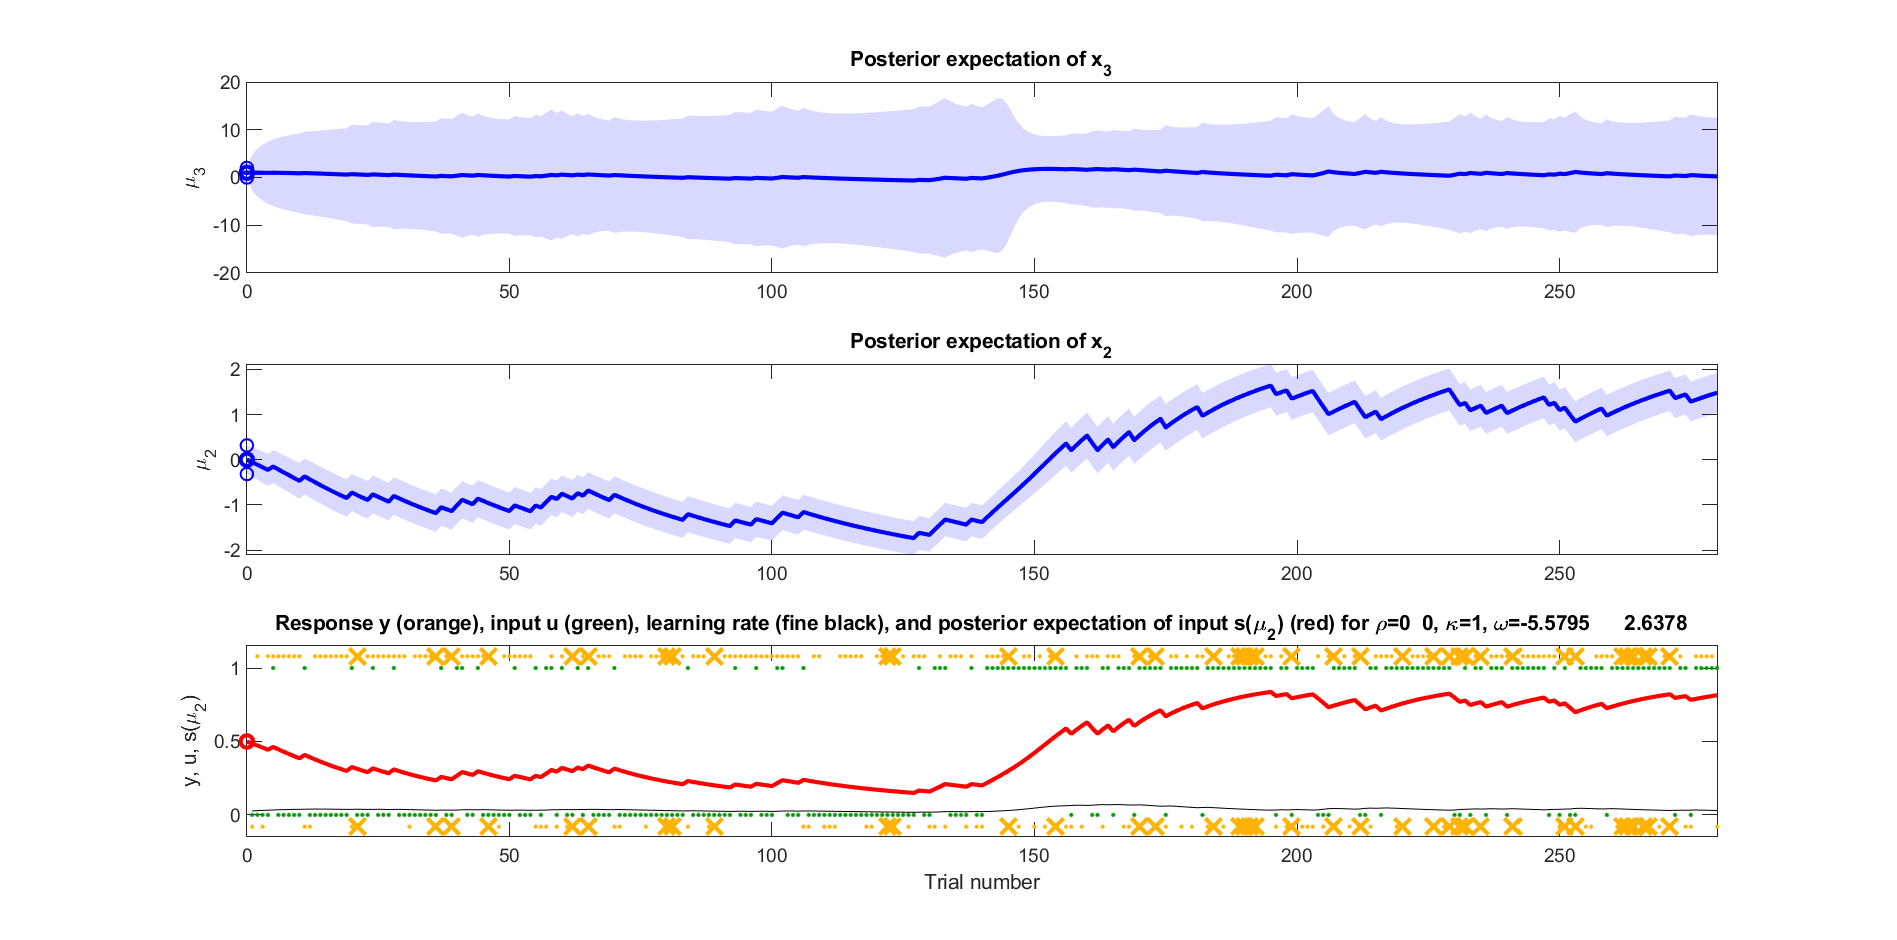 Posterior expectation of x3
20
10
0
-10
-20
μ3
0 50 100 150 200 250
Posterior expectation of x2
2
1
0
-1
-2
μ2
0 50 100 150 200 250
Response y (orange), input u (green), learning rate (fine black), and posterior expectation of input s(μ2) (red) for ρ=0 0, κ=1, ω=-5.5795 2.6378
1
0.5
0
y, u, s(μ2)
0 50 100 150 200 250
Trial number